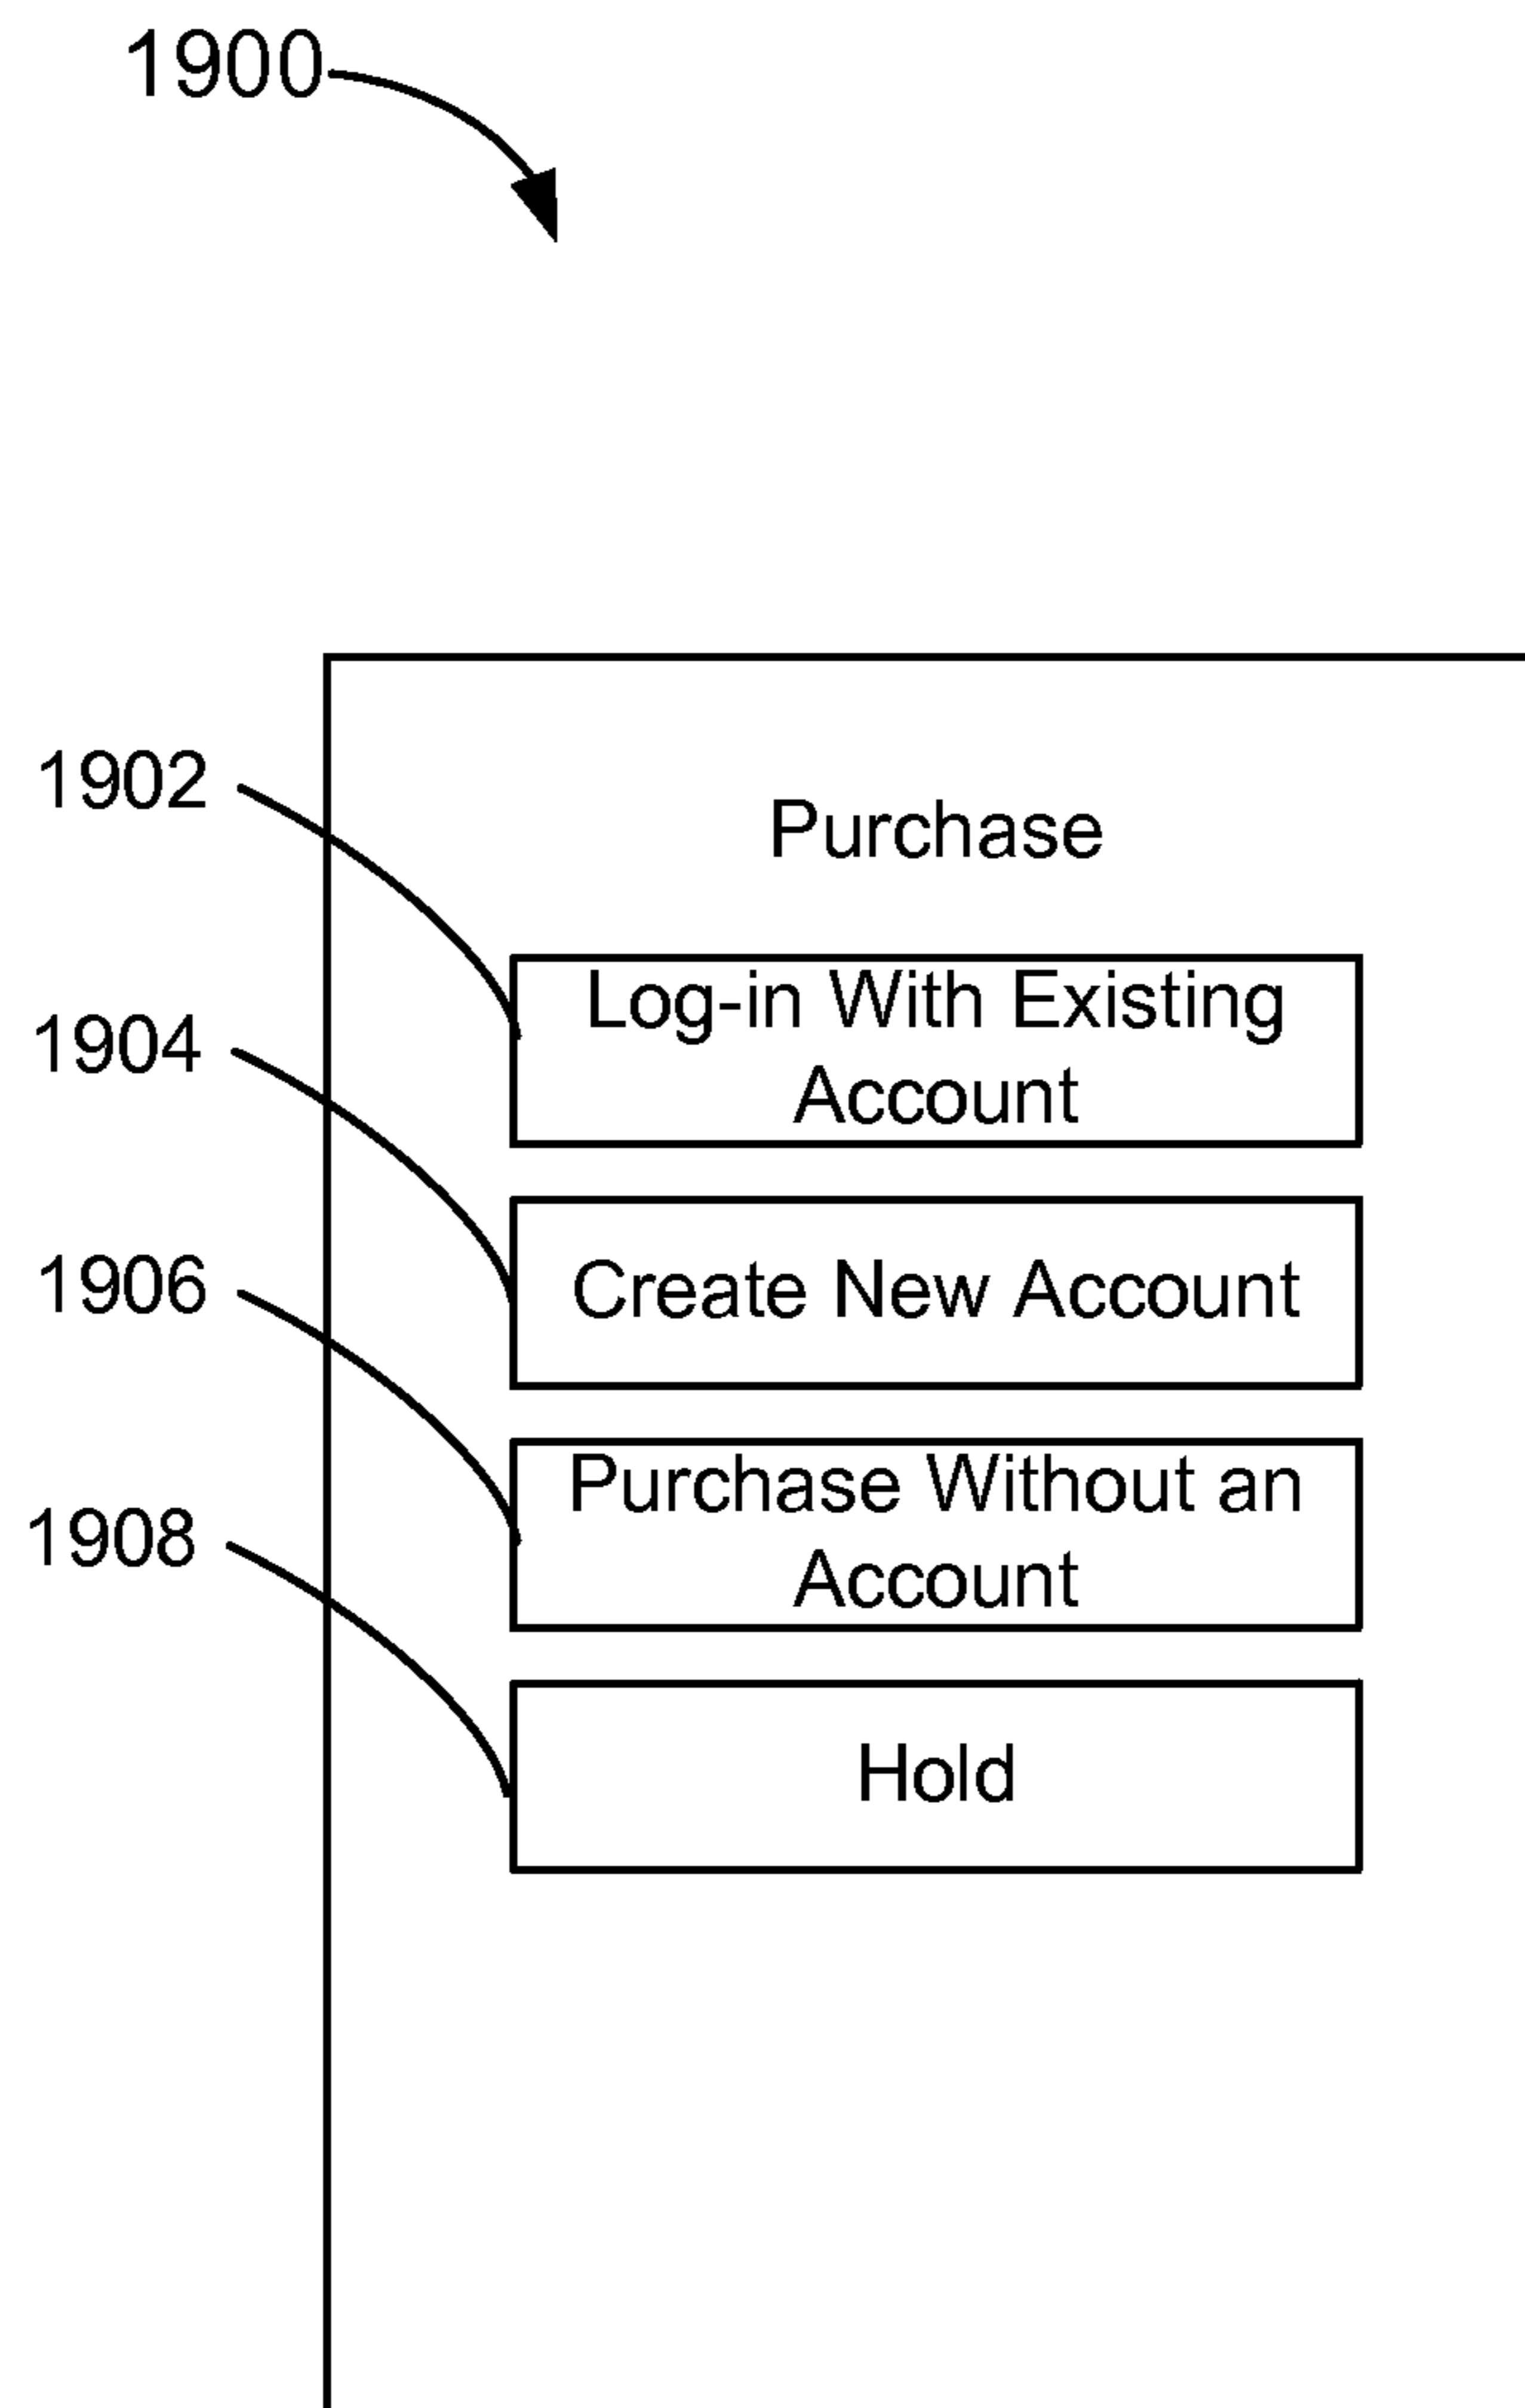 1900
1902
Purchase
Log-in With Existing
Account
1904
Create New Account
1906
Purchase Without an
Account
1908
Hold